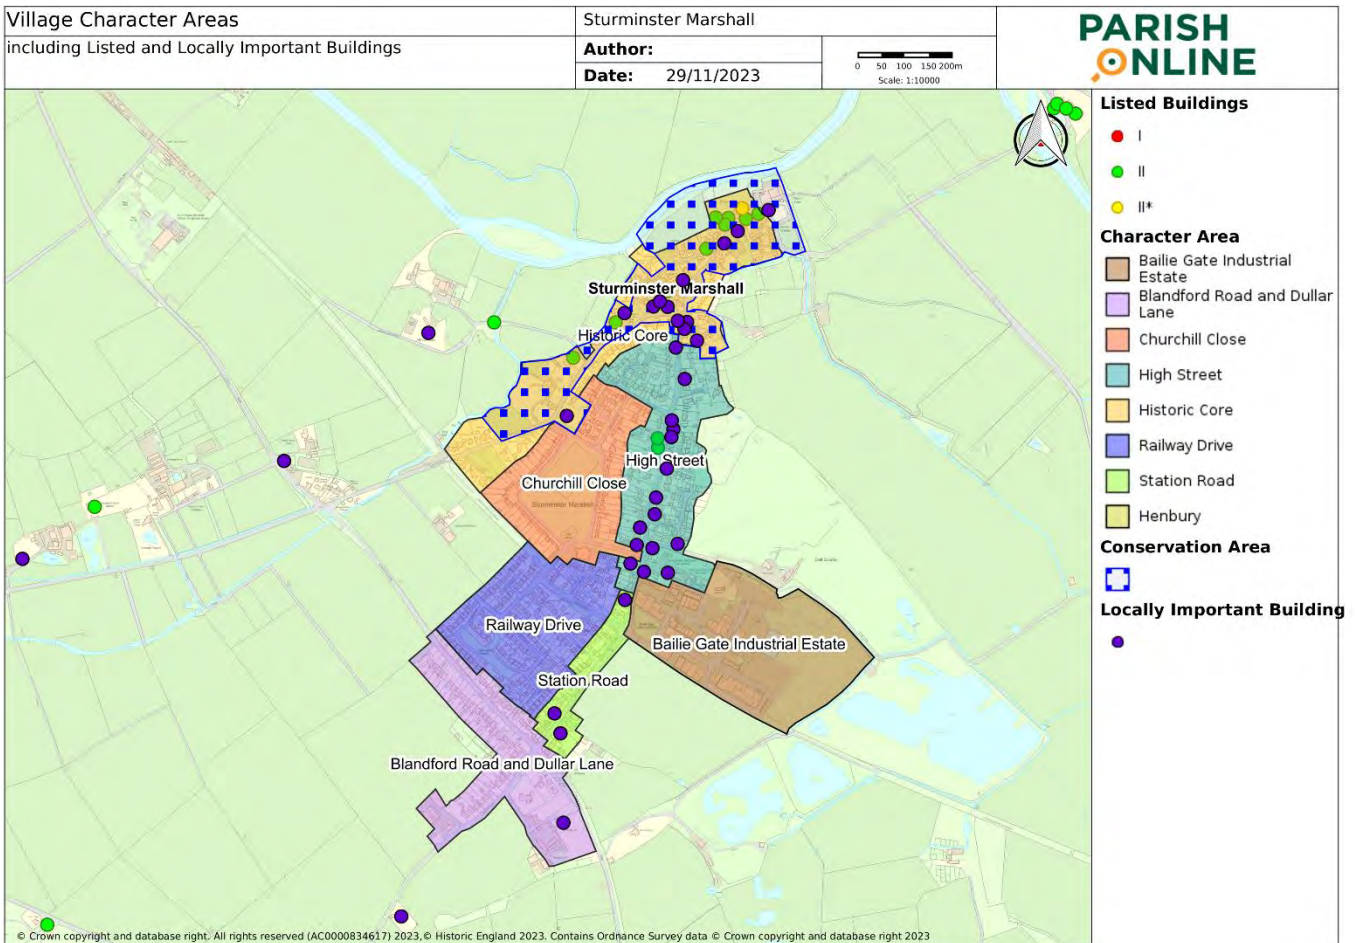 Village Character Areas
including Listed and Locally Important Buildings
Sturminster Marshall
Author:
Date: 29/11/2023
0 50 100 150 200m
Scale: 1:10000
PARISH
ONLINE
Listed Buildings
I
II
II*
Character Area
Bailie Gate Industrial
Estate
Blandford Road and Dullar
Lane
Churchill Close
High Street
Historic Core
Railway Drive
Station Road
Henbury
Conservation Area
Locally Important Building
Sturminster Marshall
Historic Core
High Street
Churchill Close
Sturminster Marshall
Railway Drive
Bailie Gate Industrial Estate
Station Road
Blandford Road and Dullar Lane
© Crown copyright and database right. All rights reserved (AC0000834617) 2023,© Historic England 2023. Contains Ordnance Survey data © Crown copyright and database right 2023